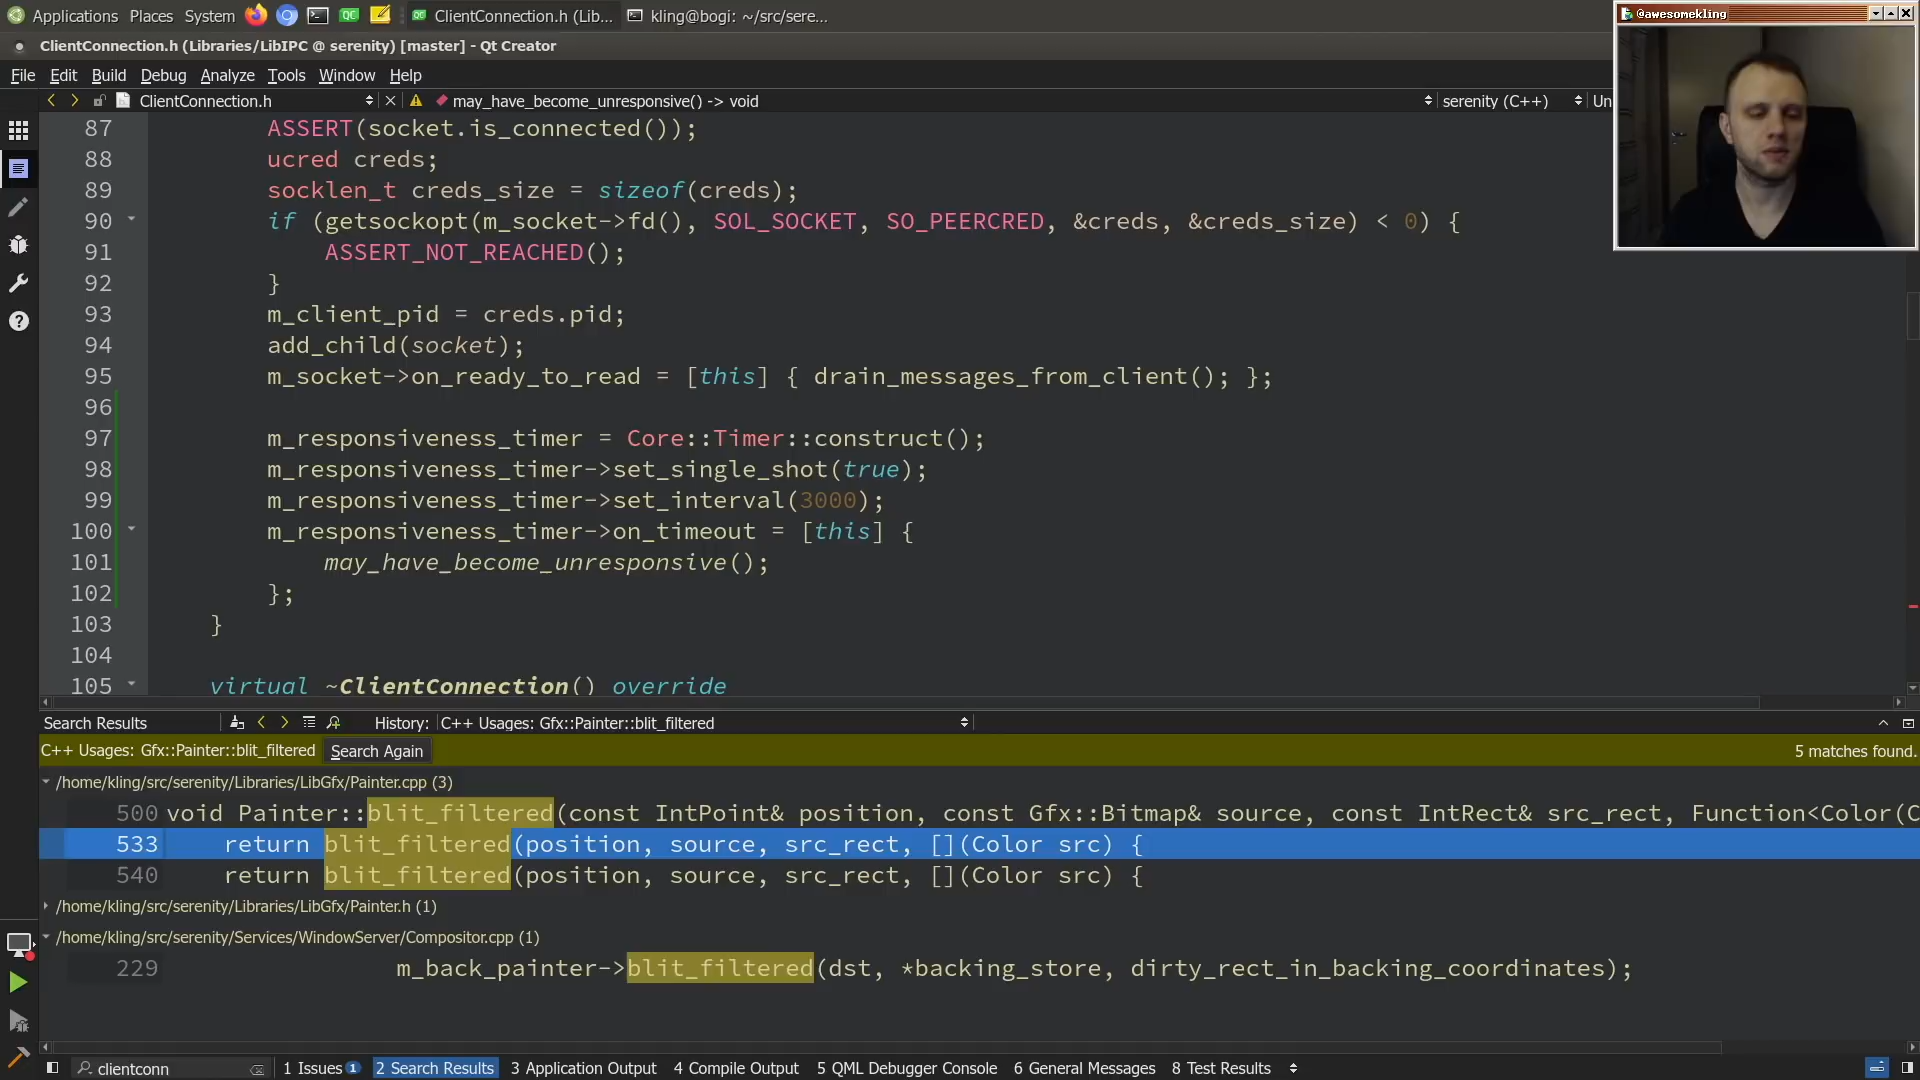 Applications Places System ClientConnection.h (Lib... kling@bogi: ~/src/sere...
@awesomekling
ClientConnection.h (Libraries/LibIPC @ serenity) [master] - Qt Creator
File Edit Build Debug Analyze Tools Window Help
ClientConnection.h may_have_become_unresponsive() -> void serenity (C++) Un
87 ASSERT(socket.is_connected());
88 ucred creds;
89 socklen_t creds_size = sizeof(creds);
90 if (getsockopt(m_socket->fd(), SOL_SOCKET, SO_PEERCRED, &creds, &creds_size) < 0) {
91 ASSERT_NOT_REACHED();
92 }
93 m_client_pid = creds.pid;
94 add_child(socket);
95 m_socket->on_ready_to_read = [this] { drain_messages_from_client(); };
96
97 m_responsiveness_timer = Core::Timer::construct();
98 m_responsiveness_timer->set_single_shot(true);
99 m_responsiveness_timer->set_interval(3000);
100 m_responsiveness_timer->on_timeout = [this] {
101 may_have_become_unresponsive();
102 };
103 }
104
105 virtual ~ClientConnection() override
Search Results History: C++ Usages: Gfx::Painter::blit_filtered
C++ Usages: Gfx::Painter::blit_filtered Search Again 5 matches found.
/home/kling/src/serenity/Libraries/LibGfx/Painter.cpp (3)
500 void Painter::blit_filtered(const IntPoint& position, const Gfx::Bitmap& source, const IntRect& src_rect, Function<Color(C
533 return blit_filtered(position, source, src_rect, [](Color src) {
540 return blit_filtered(position, source, src_rect, [](Color src) {
/home/kling/src/serenity/Libraries/LibGfx/Painter.h (1)
/home/kling/src/serenity/Services/WindowServer/Compositor.cpp (1)
229 m_back_painter->blit_filtered(dst, *backing_store, dirty_rect_in_backing_coordinates);
clientconn 1 Issues 1 2 Search Results 3 Application Output 4 Compile Output 5 QML Debugger Console 6 General Messages 8 Test Results